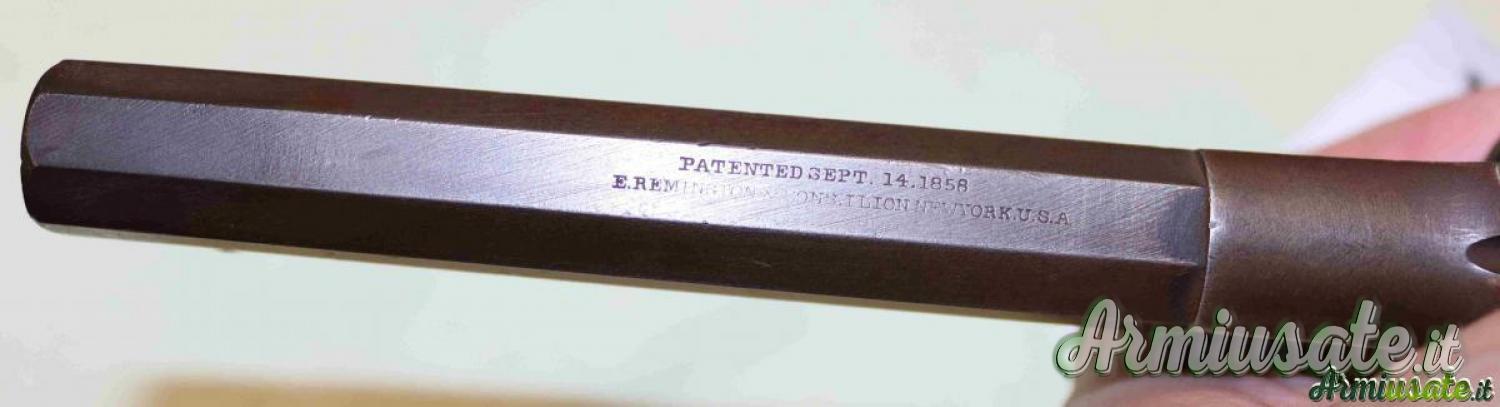 PATENTED SEPT. 14.1858
E.REMINGTON & SONS.ILION NEW YORK.U.S.A
Armiusate.it
Armiusate.it